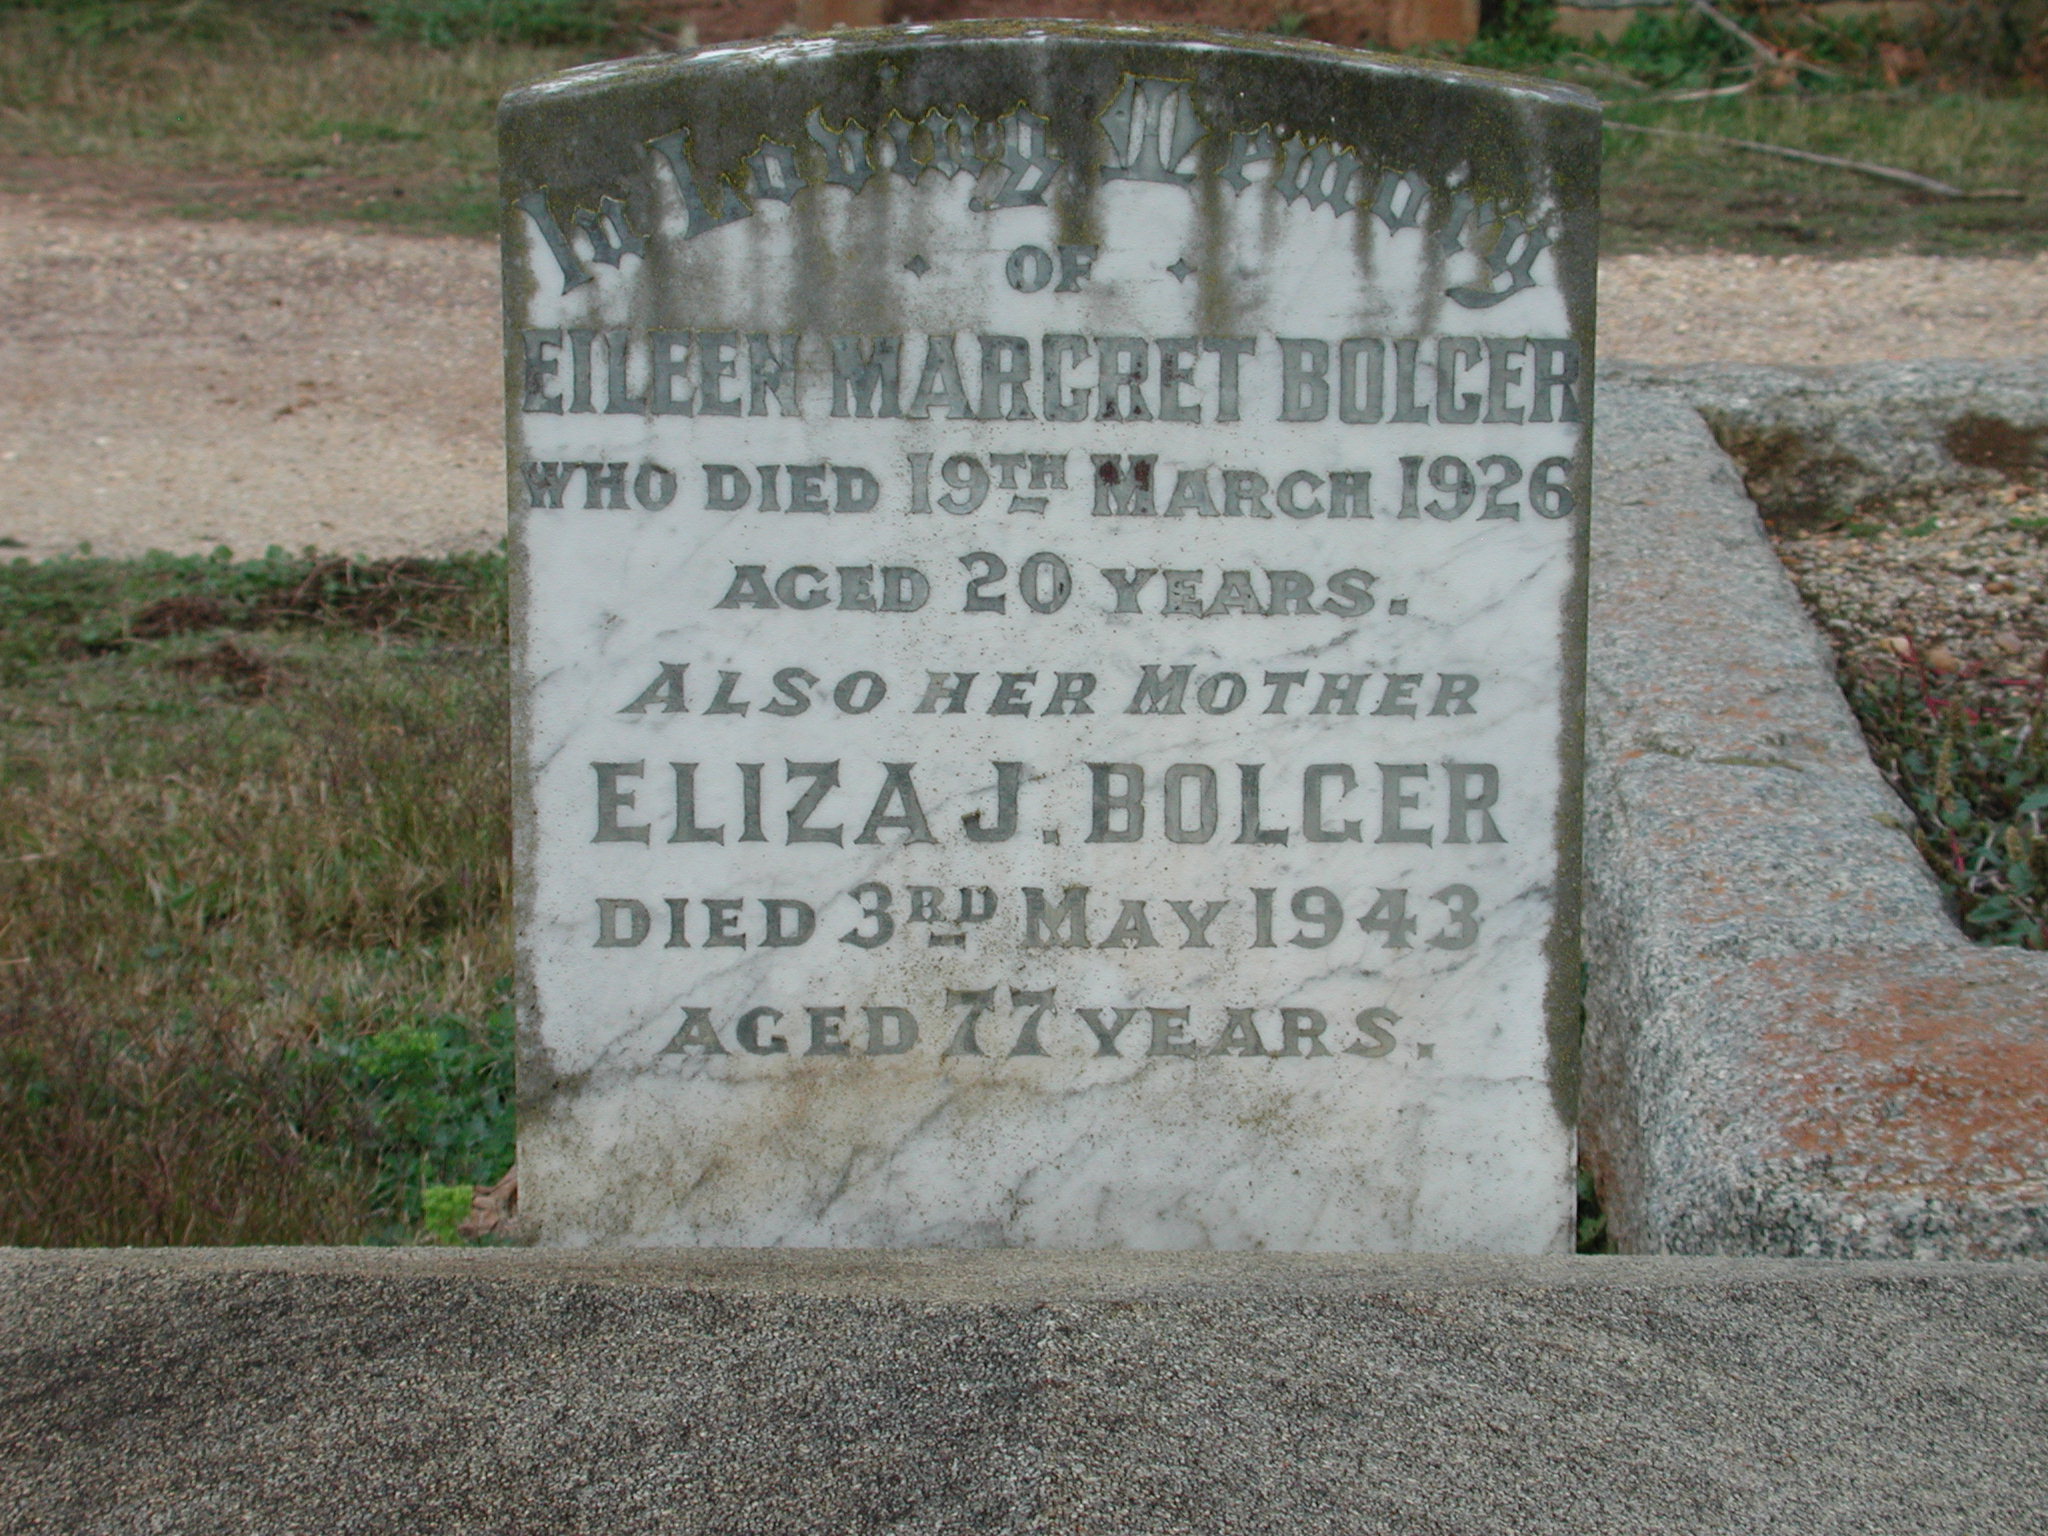 In Loving Memory
OF
EILEEN MARGRET BOLGER
WHO DIED 19TH MARCH 1926
AGED 20 YEARS.
ALSO HER MOTHER
ELIZA J. BOLGER
DIED 3RD MAY 1943
AGED 77 YEARS.